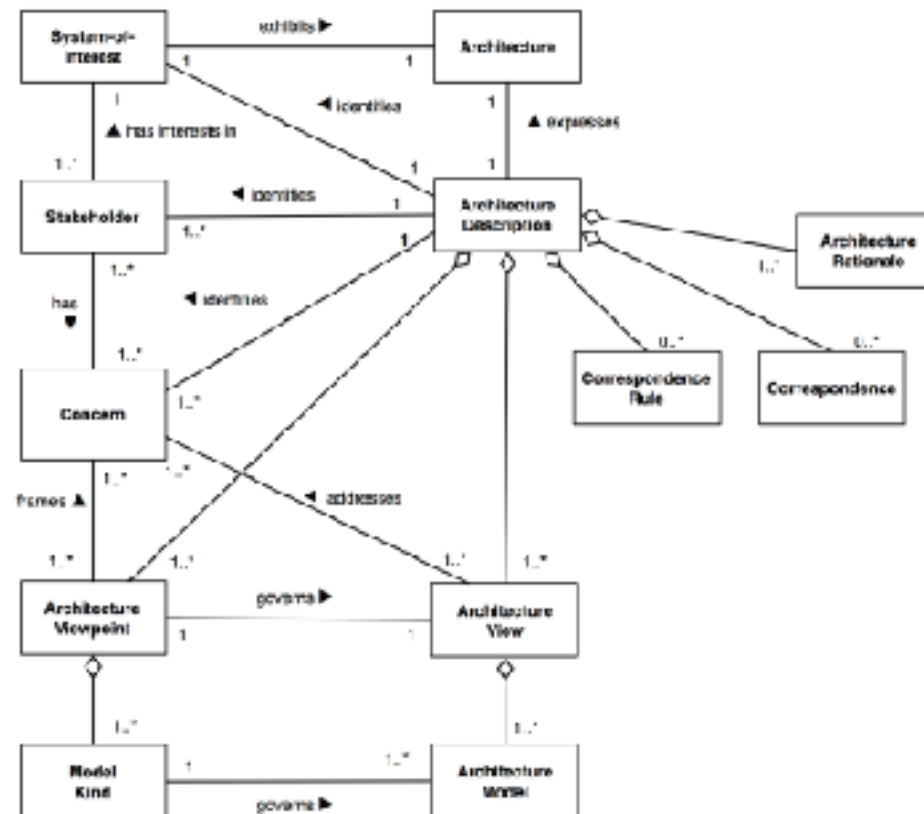 exhibits ▶
System-of-
Interest
Architecture
1
1
1
1
◀ identifies
▲ has interests in
▲ expresses
1
1
1..*
◀ identifies
1
Stakeholder
Architecture
Description
1..*
1
Architecture
Rationale
1..*
1..*
has
▼
◀ identifies
1..*
0..*
0..*
Correspondence
Rule
Correspondence
1..*
Concern
1..*
1..*
frames ▲
◀ addresses
1..*
1..*
1..*
1..*
governs ▶
Architecture
Viewpoint
Architecture
View
1
1
1..*
1..*
1
1..*
Model
Kind
Architecture
Model
governs ▶